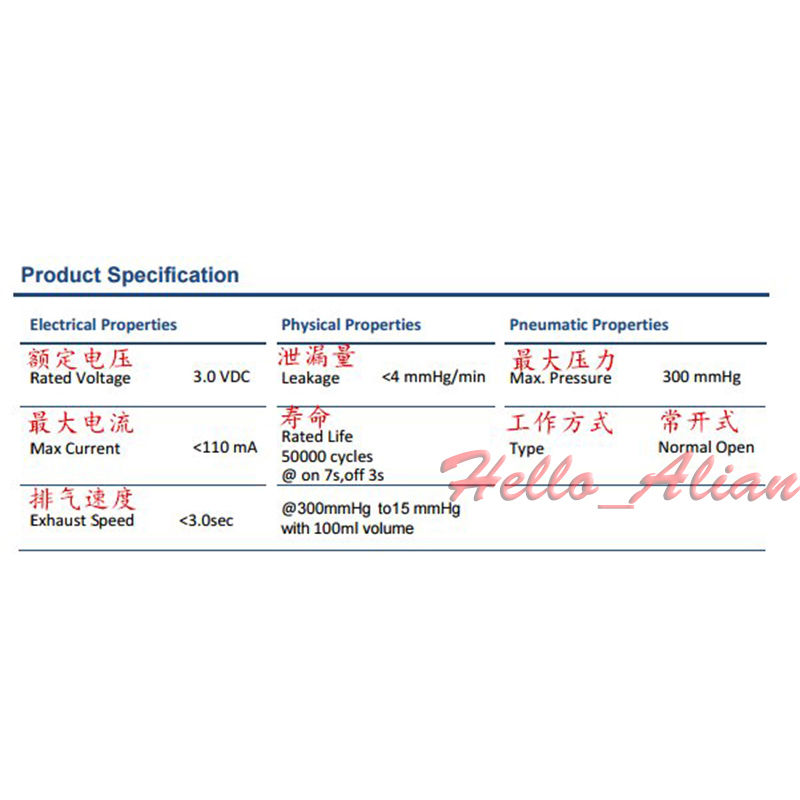 Product Specification
Electrical Properties
Physical Properties
Pneumatic Properties
额定电压
Rated Voltage 3.0 VDC
泄漏量
Leakage <4 mmHg/min
最大压力
Max. Pressure 300 mmHg
最大电流
Max Current <110 mA
寿命
Rated Life
50000 cycles
@ on 7s,off 3s
工作方式 常开式
Type Normal Open
排气速度
Exhaust Speed <3.0sec
@300mmHg to15 mmHg
with 100ml volume
Hello_Alian